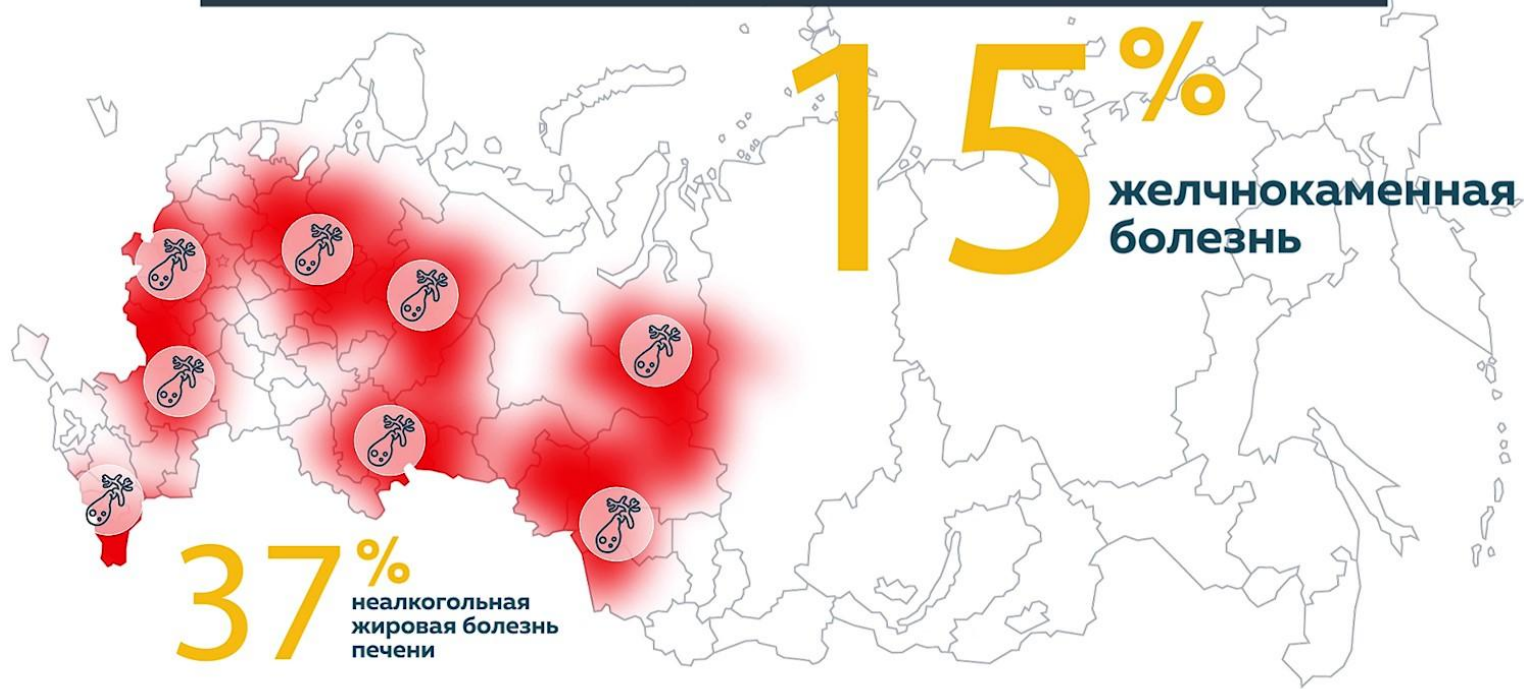 15%
желчнокаменная
болезнь
37%
неалкогольная
жировая болезнь
печени